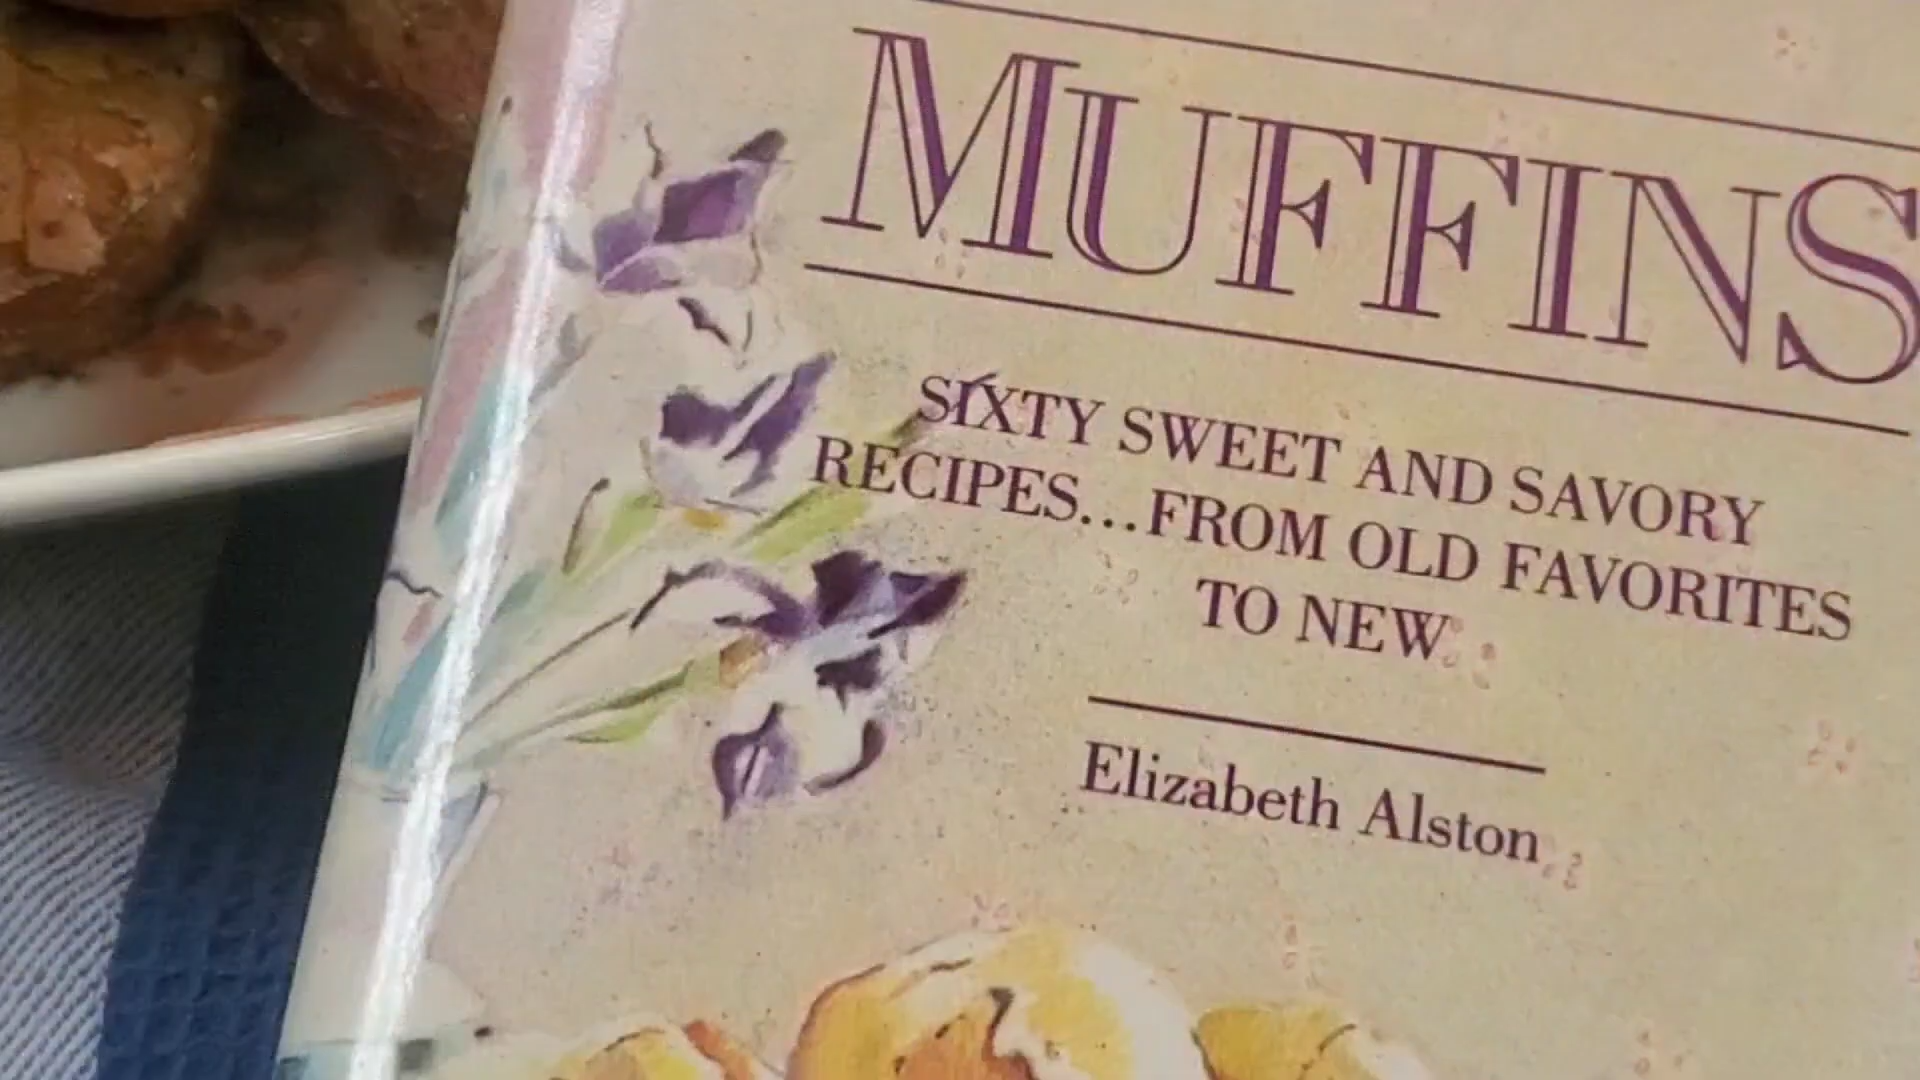 MUFFINS
SIXTY SWEET AND SAVORY
RECIPES...FROM OLD FAVORITES
TO NEW
Elizabeth Alston